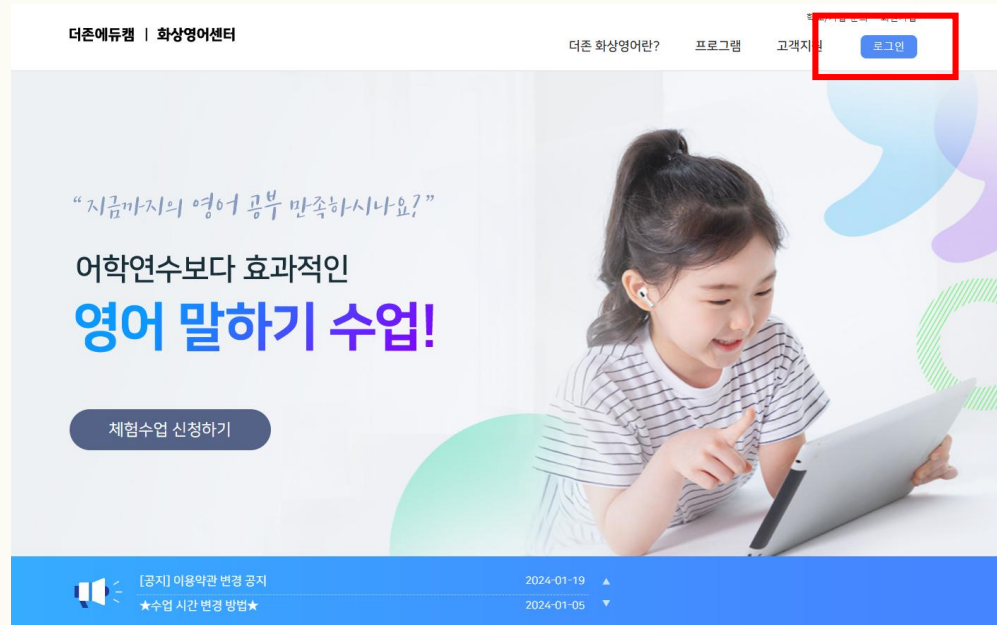 더존에듀캠 | 화상영어센터
더존 화상영어란?
프로그램
고객지원
로그인
“지금까지의 영어 공부 만족하시나요?”
어학연수보다 효과적인
영어 말하기 수업!
체험수업 신청하기
[공지] 이용약관 변경 공지 2024-01-19 ▲
★수업 시간 변경 방법★ 2024-01-05 ▼